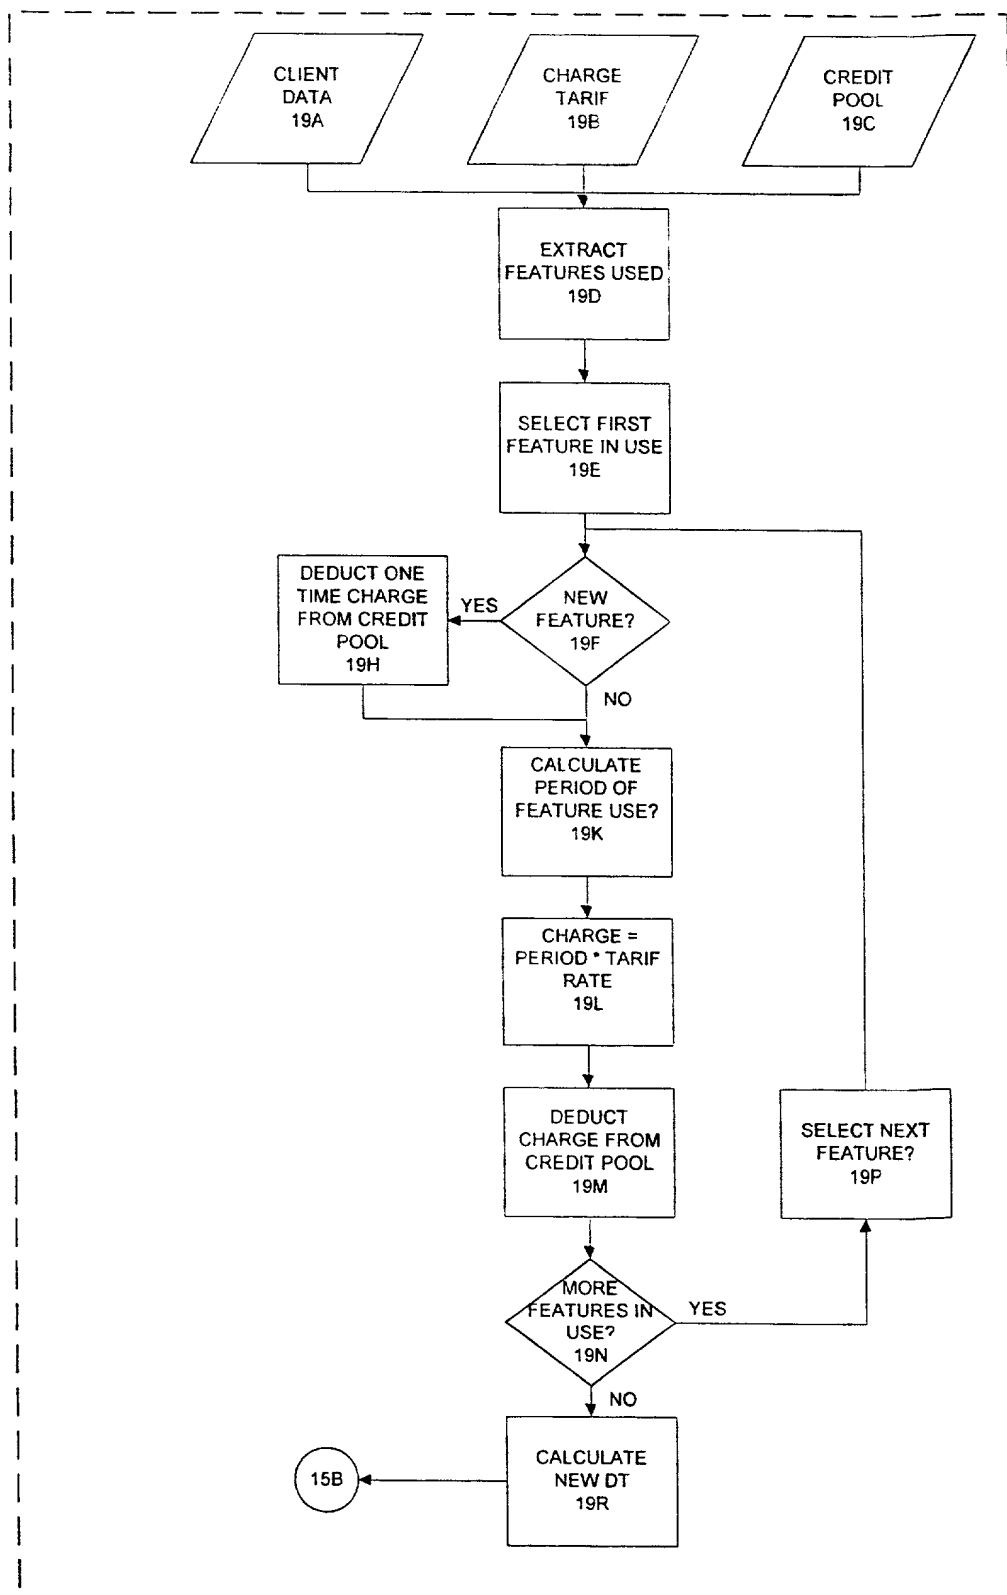 CLIENT
DATA
19A
CHARGE
TARIF
19B
CREDIT
POOL
19C
EXTRACT
FEATURES USED
19D
SELECT FIRST
FEATURE IN USE
19E
DEDUCT ONE
TIME CHARGE
FROM CREDIT
POOL
19H
YES
NEW
FEATURE?
19F
NO
CALCULATE
PERIOD OF
FEATURE USE?
19K
CHARGE =
PERIOD * TARIF
RATE
19L
DEDUCT
CHARGE FROM
CREDIT POOL
19M
SELECT NEXT
FEATURE?
19P
MORE
FEATURES IN
USE?
19N
YES
NO
CALCULATE
NEW DT
19R
15B